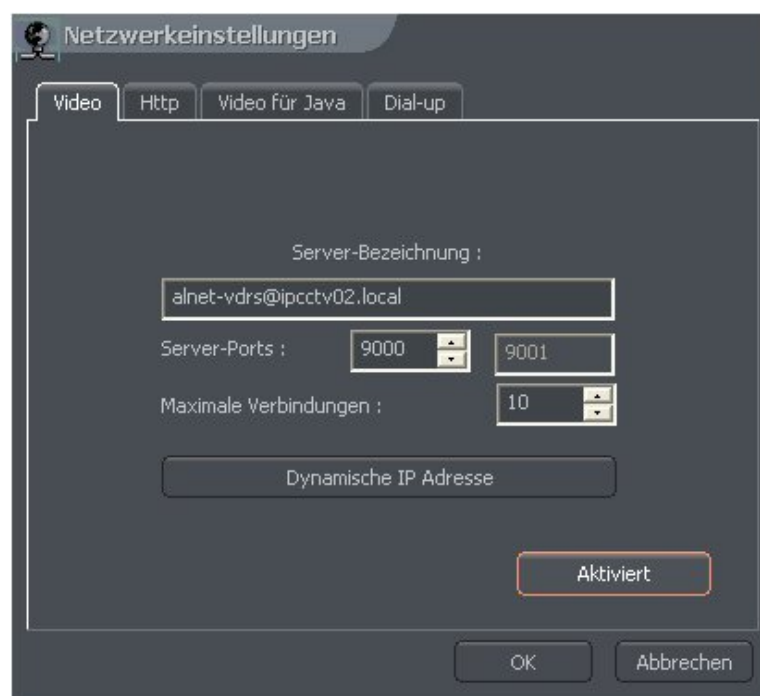 Netzwerkeinstellungen
Video Http Video für Java Dial-up
Server-Bezeichnung :
alnet-vdrs@ipcctv02.local
Server-Ports : 9000 9001
Maximale Verbindungen : 10
Dynamische IP Adresse
Aktiviert
OK Abbrechen